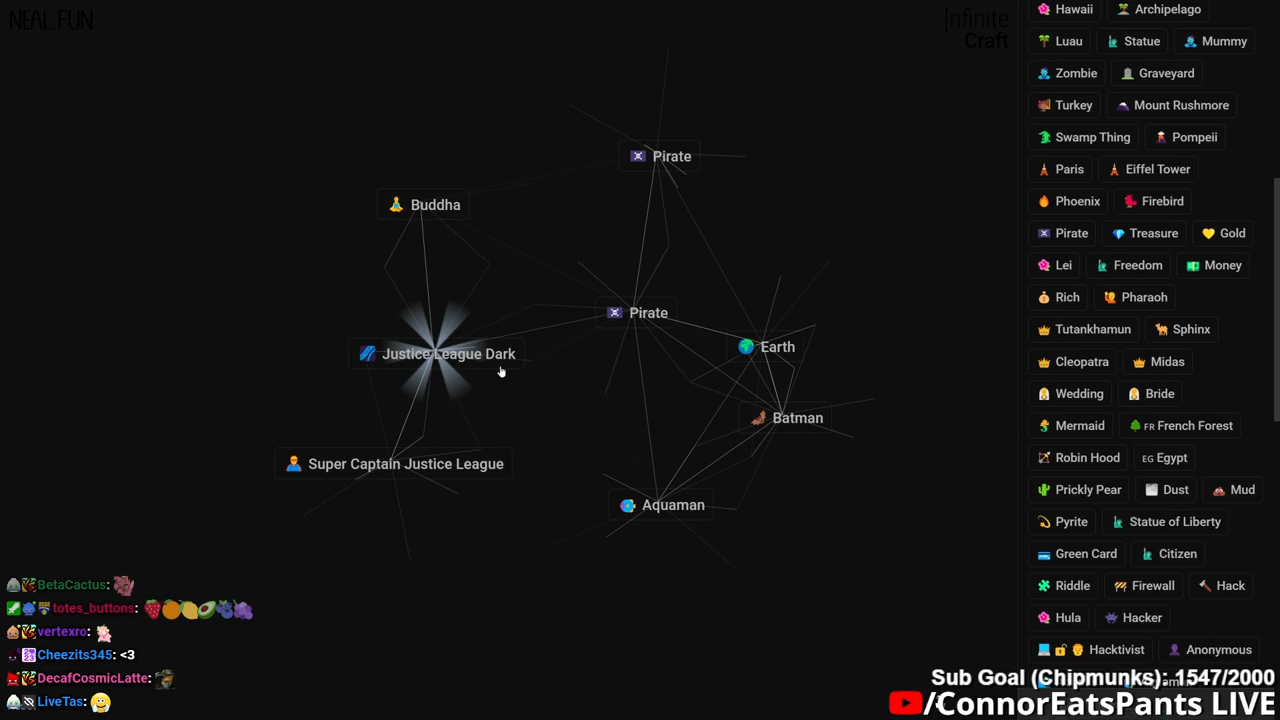 NEAL.FUN
Infinite
Craft
Pirate
Buddha
Pirate
Justice League Dark
Earth
Batman
Super Captain Justice League
Aquaman
Hawaii Archipelago
Luau Statue Mummy
Zombie Graveyard
Turkey Mount Rushmore
Swamp Thing Pompeii
Paris Eiffel Tower
Phoenix Firebird
Pirate Treasure Gold
Lei Freedom Money
Rich Pharaoh
Tutankhamun Sphinx
Cleopatra Midas
Wedding Bride
Mermaid FR French Forest
Robin Hood EG Egypt
Prickly Pear Dust Mud
Pyrite Statue of Liberty
Green Card Citizen
Riddle Firewall Hack
Hula Hacker
Hacktivist Anonymous
BetaCactus:
totes_buttons:
vertexro:
Cheezits345: <3
DecafCosmicLatte:
LiveTas:
Sub Goal (Chipmunks): 1547/2000
/ConnorEatsPants LIVE